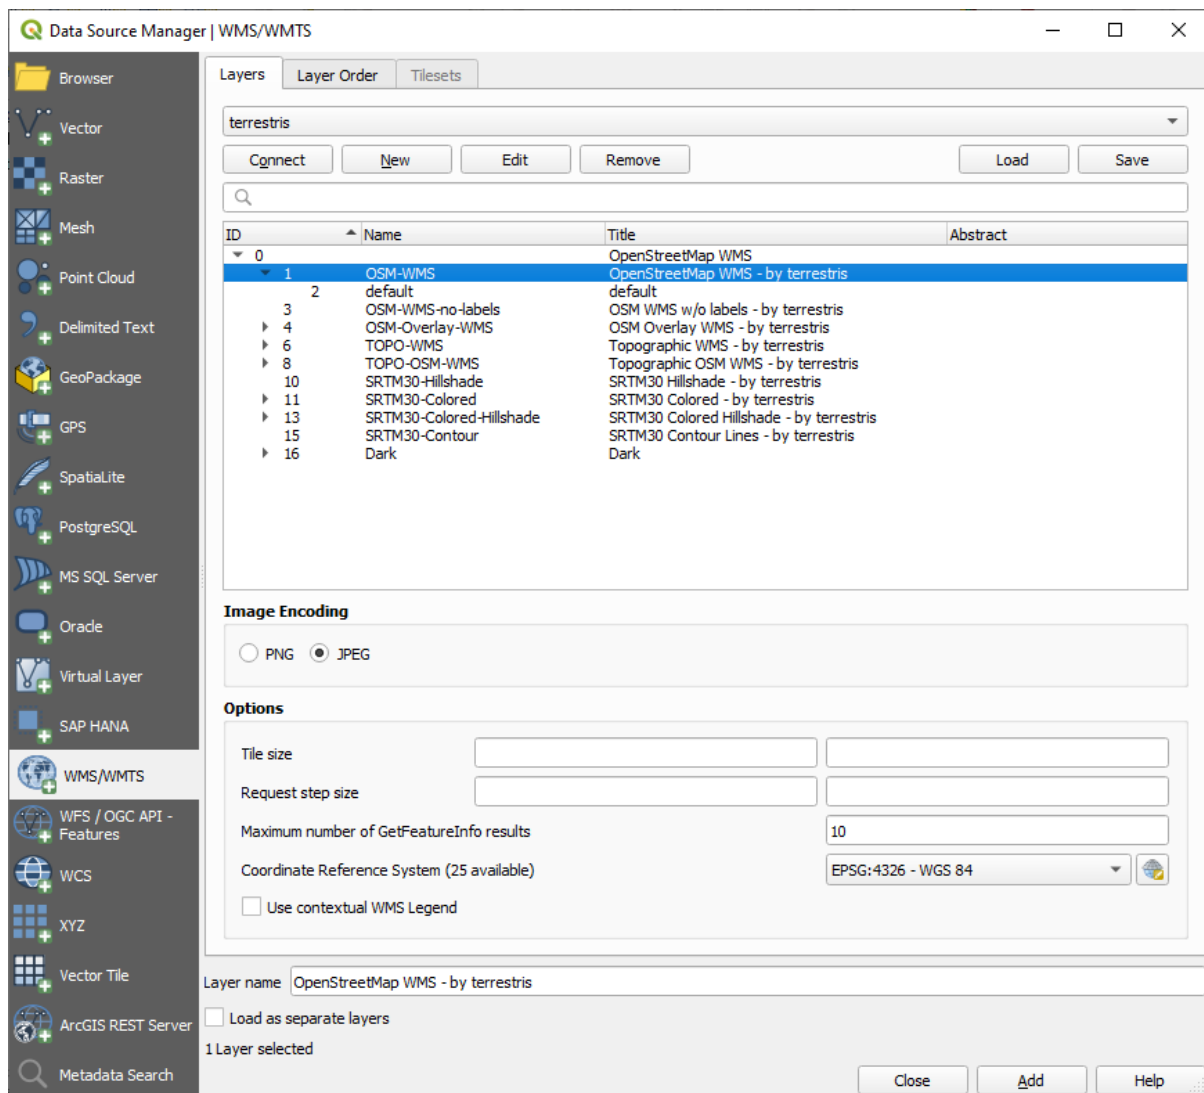 Data Source Manager | WMS/WMTS
Browser
Vector
Raster
Mesh
Point Cloud
Delimited Text
GeoPackage
GPS
SpatiaLite
PostgreSQL
MS SQL Server
Oracle
Virtual Layer
SAP HANA
WMS/WMTS
WFS / OGC API -
Features
WCS
XYZ
Vector Tile
ArcGIS REST Server
Metadata Search
Layers Layer Order Tilesets
terrestris
Connect New Edit Remove Load Save
ID Name Title Abstract
0 OpenStreetMap WMS
1 OSM-WMS OpenStreetMap WMS - by terrestris
2 default default
3 OSM-WMS-no-labels OSM WMS w/o labels - by terrestris
4 OSM-Overlay-WMS OSM Overlay WMS - by terrestris
6 TOPO-WMS Topographic WMS - by terrestris
8 TOPO-OSM-WMS Topographic OSM WMS - by terrestris
10 SRTM30-Hillshade SRTM30 Hillshade - by terrestris
11 SRTM30-Colored SRTM30 Colored - by terrestris
13 SRTM30-Colored-Hillshade SRTM30 Colored Hillshade - by terrestris
15 SRTM30-Contour SRTM30 Contour Lines - by terrestris
16 Dark Dark
Image Encoding
PNG JPEG
Options
Tile size
Request step size
Maximum number of GetFeatureInfo results 10
Coordinate Reference System (25 available) EPSG:4326 - WGS 84
Use contextual WMS Legend
Layer name OpenStreetMap WMS - by terrestris
Load as separate layers
1 Layer selected
Close Add Help